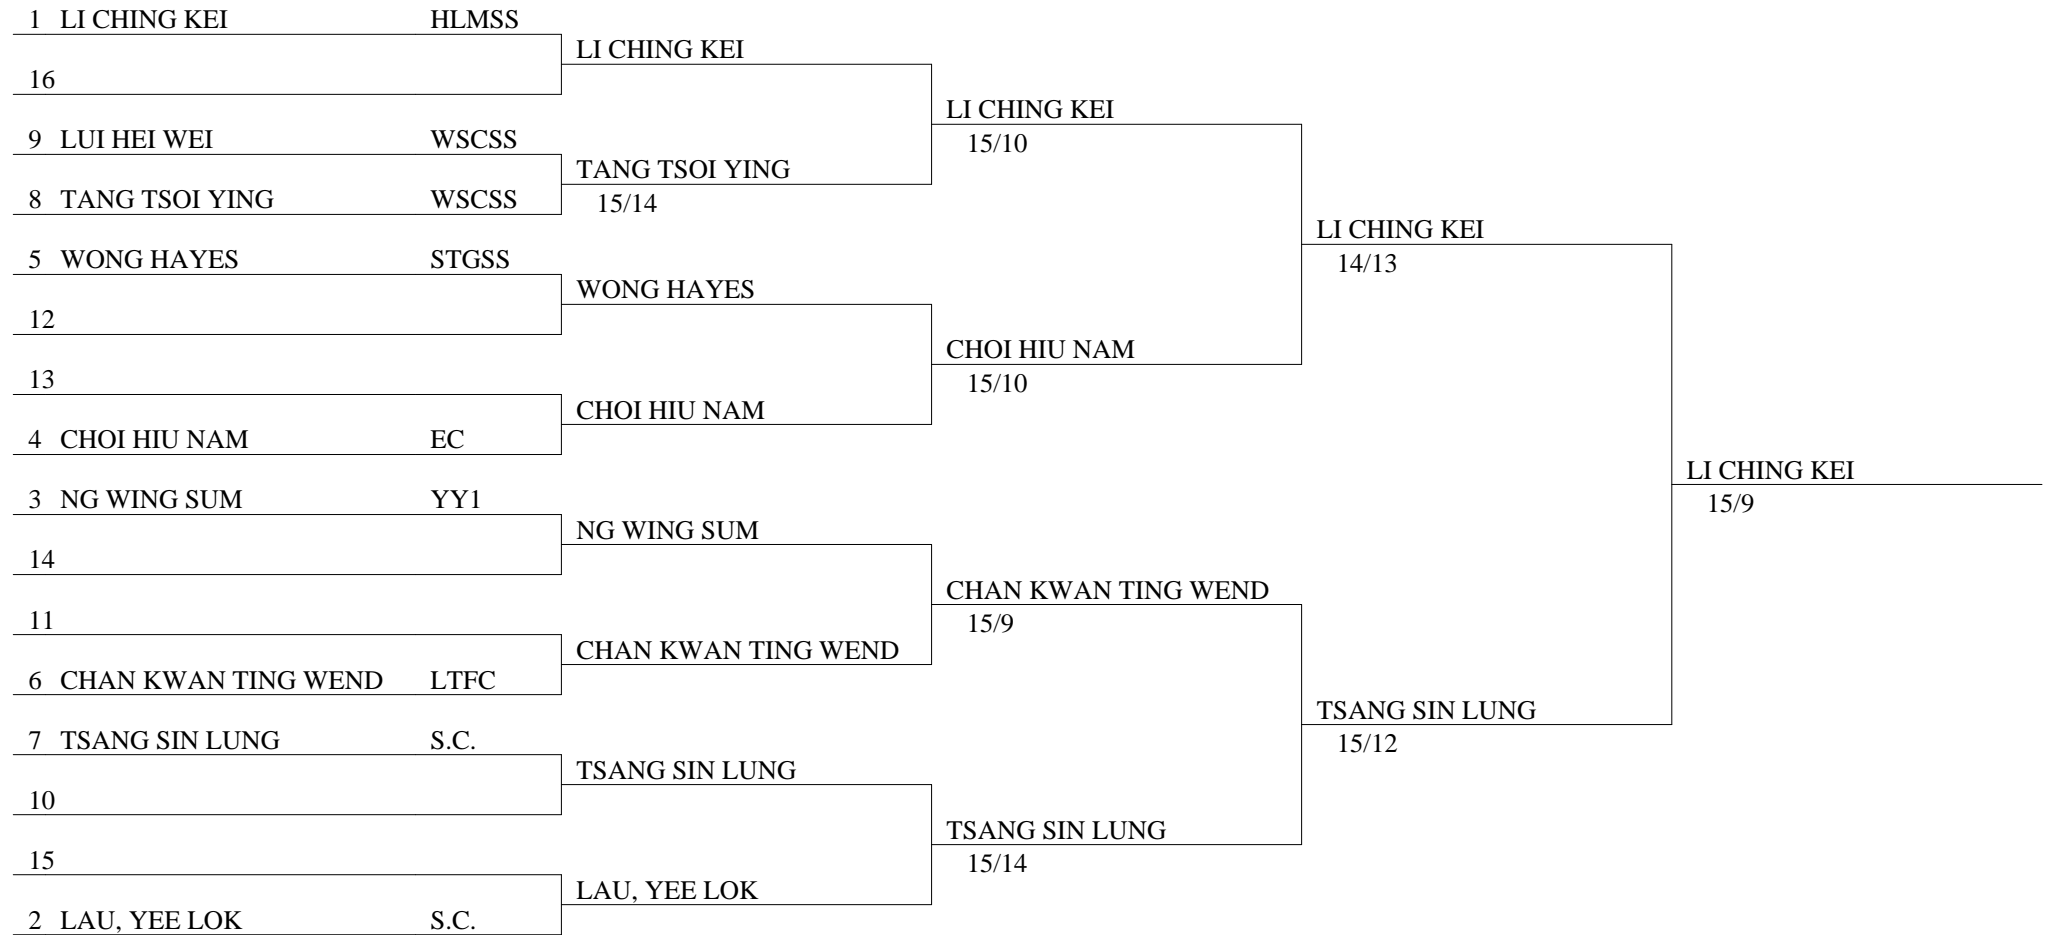 1 LI CHING KEI HLMSS
LI CHING KEI
16
LI CHING KEI
15/10
9 LUI HEI WEI WSCSS
TANG TSOI YING
15/14
8 TANG TSOI YING WSCSS
LI CHING KEI
14/13
5 WONG HAYES STGSS
WONG HAYES
12
CHOI HIU NAM
15/10
13
CHOI HIU NAM
4 CHOI HIU NAM EC
LI CHING KEI
15/9
3 NG WING SUM YY1
NG WING SUM
14
CHAN KWAN TING WEND
15/9
11
CHAN KWAN TING WEND
6 CHAN KWAN TING WEND LTFC
TSANG SIN LUNG
15/12
7 TSANG SIN LUNG S.C.
TSANG SIN LUNG
10
TSANG SIN LUNG
15/14
15
LAU, YEE LOK
2 LAU, YEE LOK S.C.